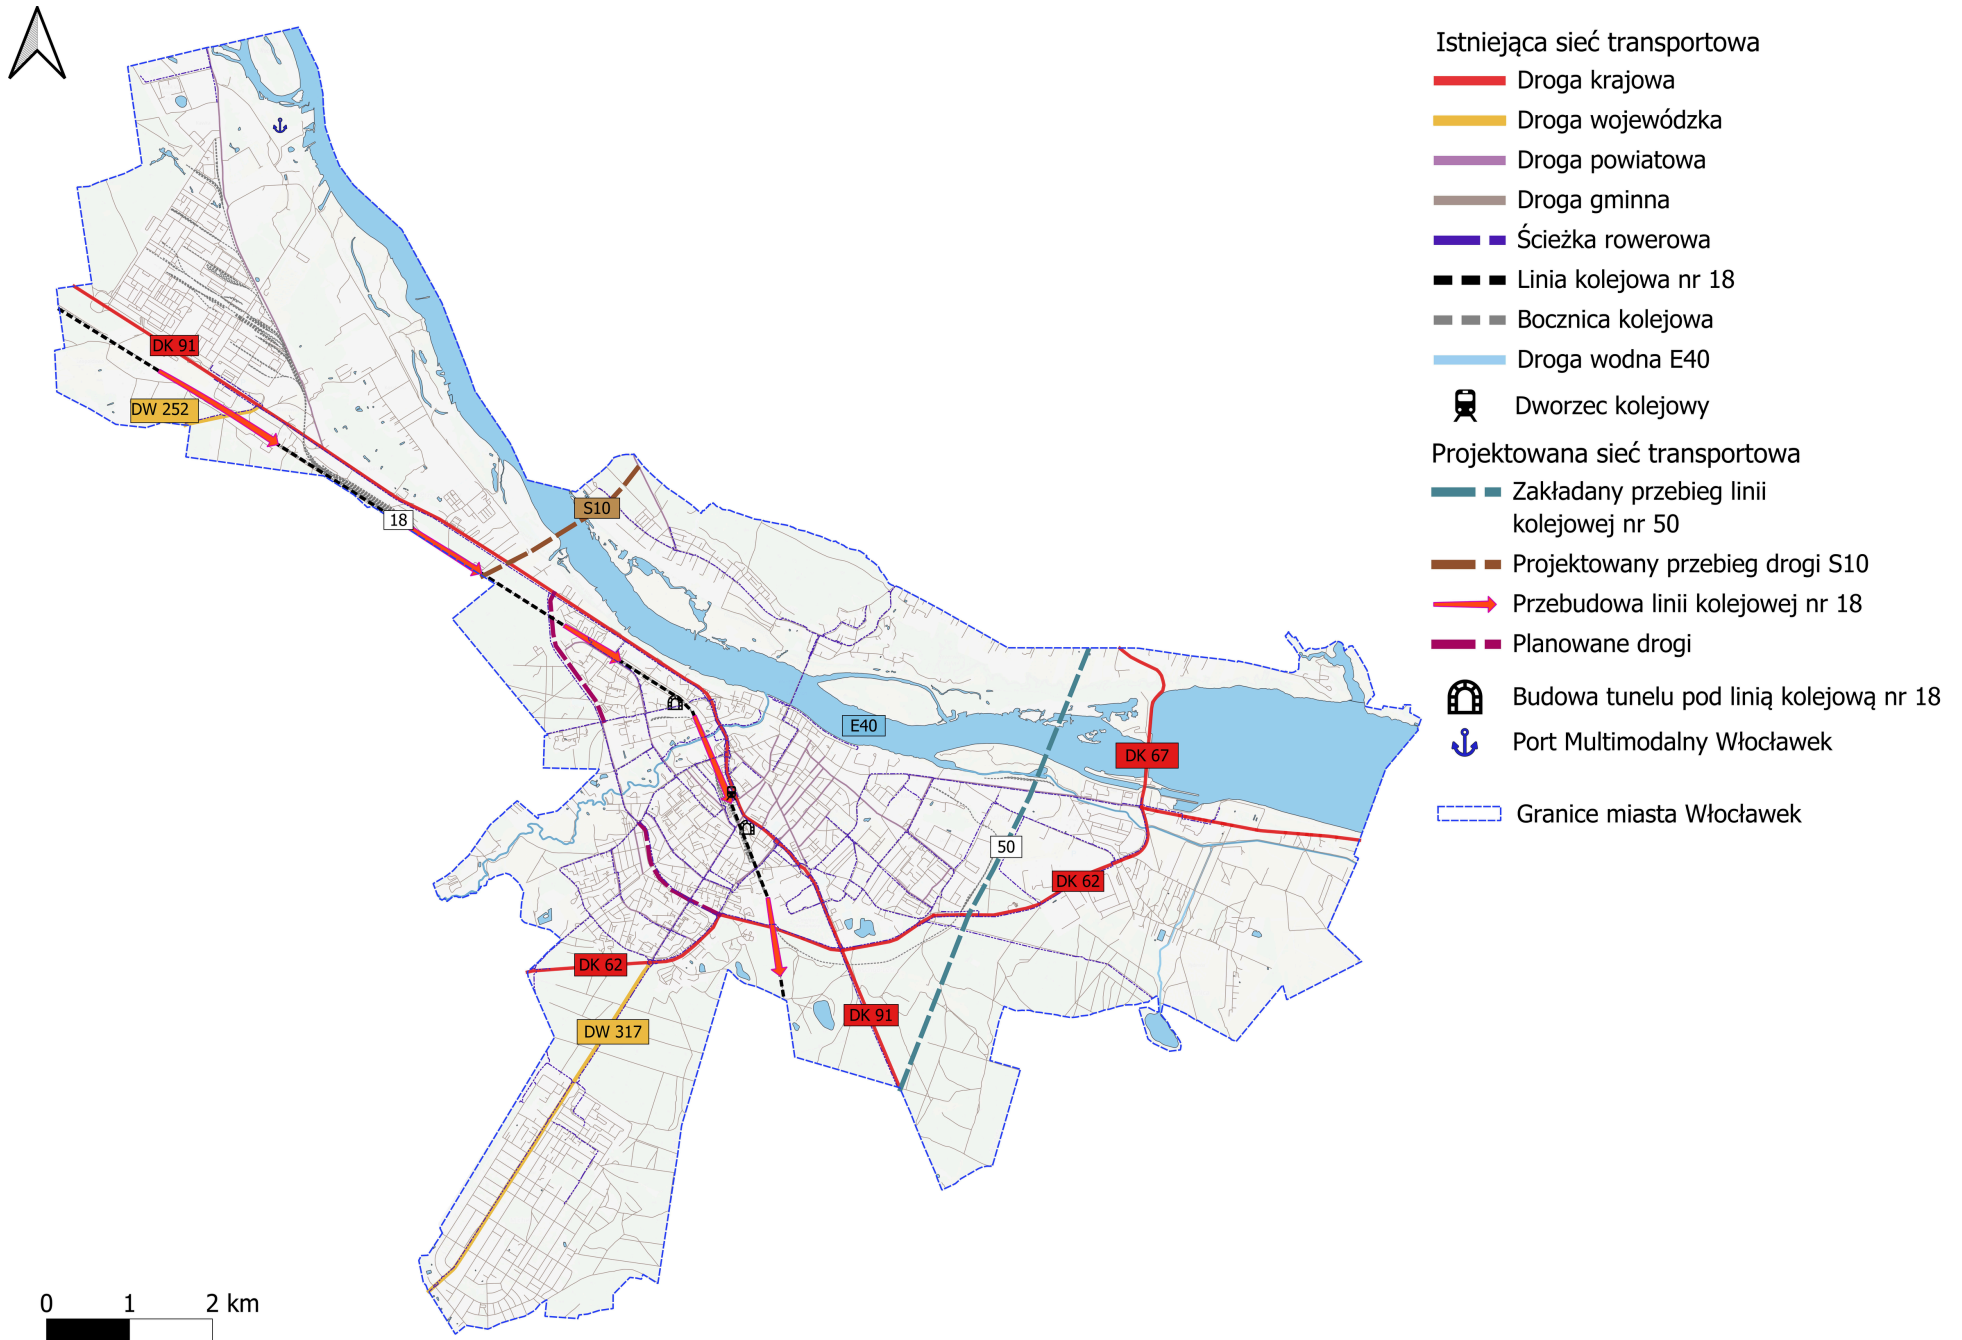 Istniejąca sieć transportowa
Droga krajowa
Droga wojewódzka
Droga powiatowa
Droga gminna
Ścieżka rowerowa
Linia kolejowa nr 18
Bocznica kolejowa
Droga wodna E40
Dworzec kolejowy
Projektowana sieć transportowa
Zakładany przebieg linii
kolejowej nr 50
Projektowany przebieg drogi S10
Przebudowa linii kolejowej nr 18
Planowane drogi
Budowa tunelu pod linią kolejową nr 18
Port Multimodalny Włocławek
Granice miasta Włocławek
DK 91
DW 252
18
S10
E40
DK 67
50
DK 62
DK 62
DK 91
DW 317
0 1 2 km